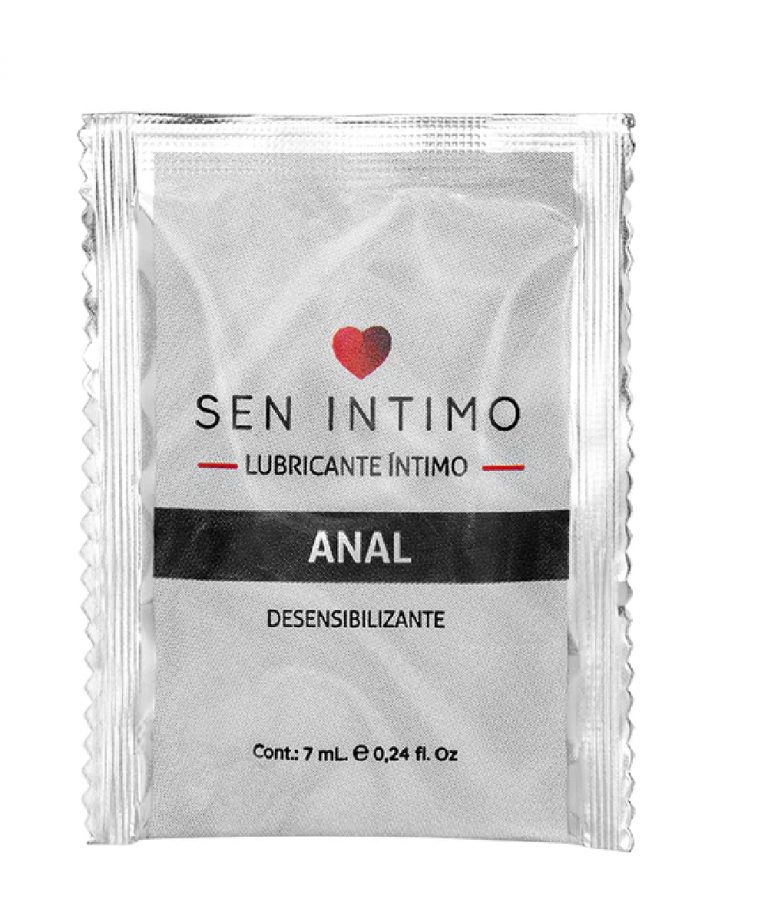 SEN INTIMO
LUBRICANTE ÍNTIMO
ANAL
DESENSIBILIZANTE
Cont.: 7 mL. ℮ 0,24 fl. Oz